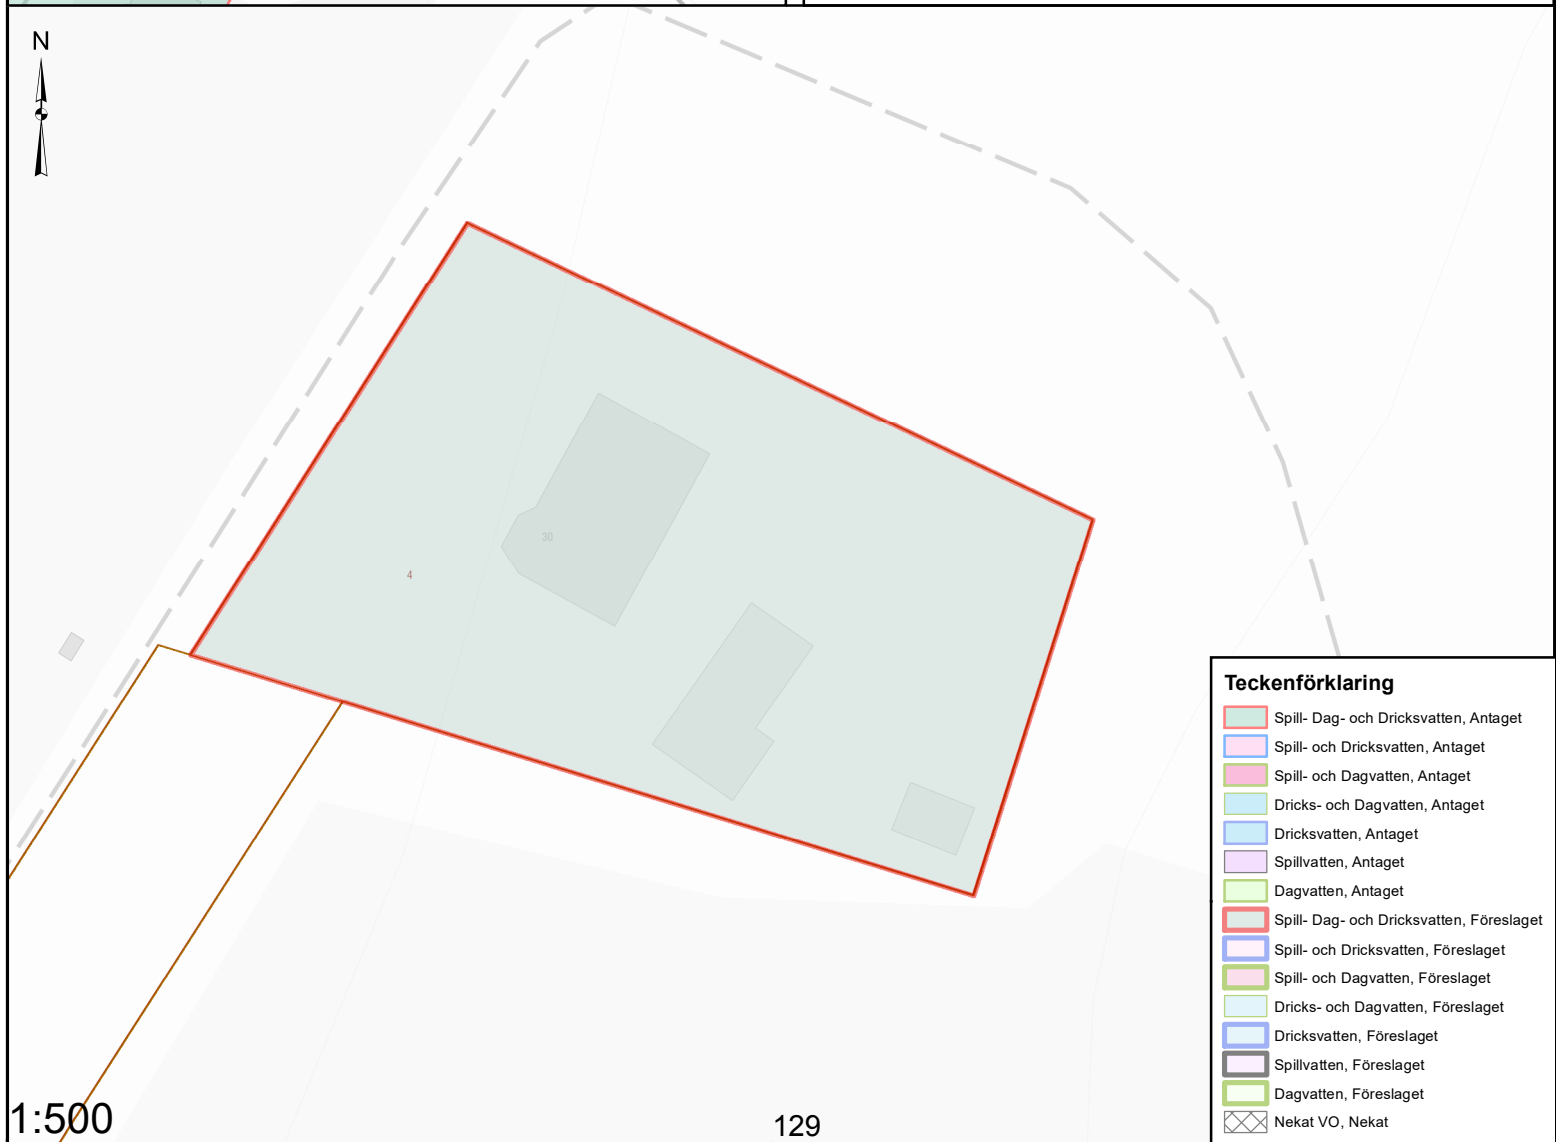 N
30
4
Teckenförklaring
Spill- Dag- och Dricksvatten, Antaget
Spill- och Dricksvatten, Antaget
Spill- och Dagvatten, Antaget
Dricks- och Dagvatten, Antaget
Dricksvatten, Antaget
Spillvatten, Antaget
Dagvatten, Antaget
Spill- Dag- och Dricksvatten, Föreslaget
Spill- och Dricksvatten, Föreslaget
Spill- och Dagvatten, Föreslaget
Dricks- och Dagvatten, Föreslaget
Dricksvatten, Föreslaget
Spillvatten, Föreslaget
Dagvatten, Föreslaget
Nekat VO, Nekat
1:500
129